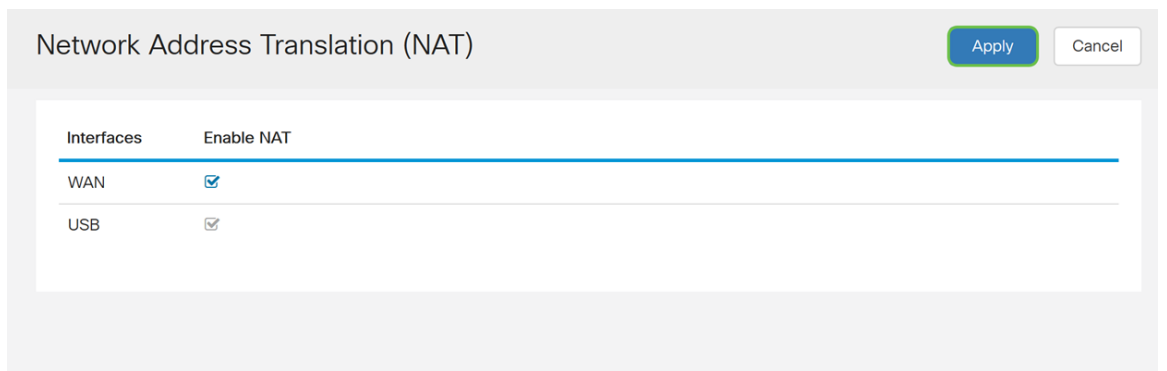 Network Address Translation (NAT)
Apply
Cancel
Interfaces Enable NAT
WAN
USB